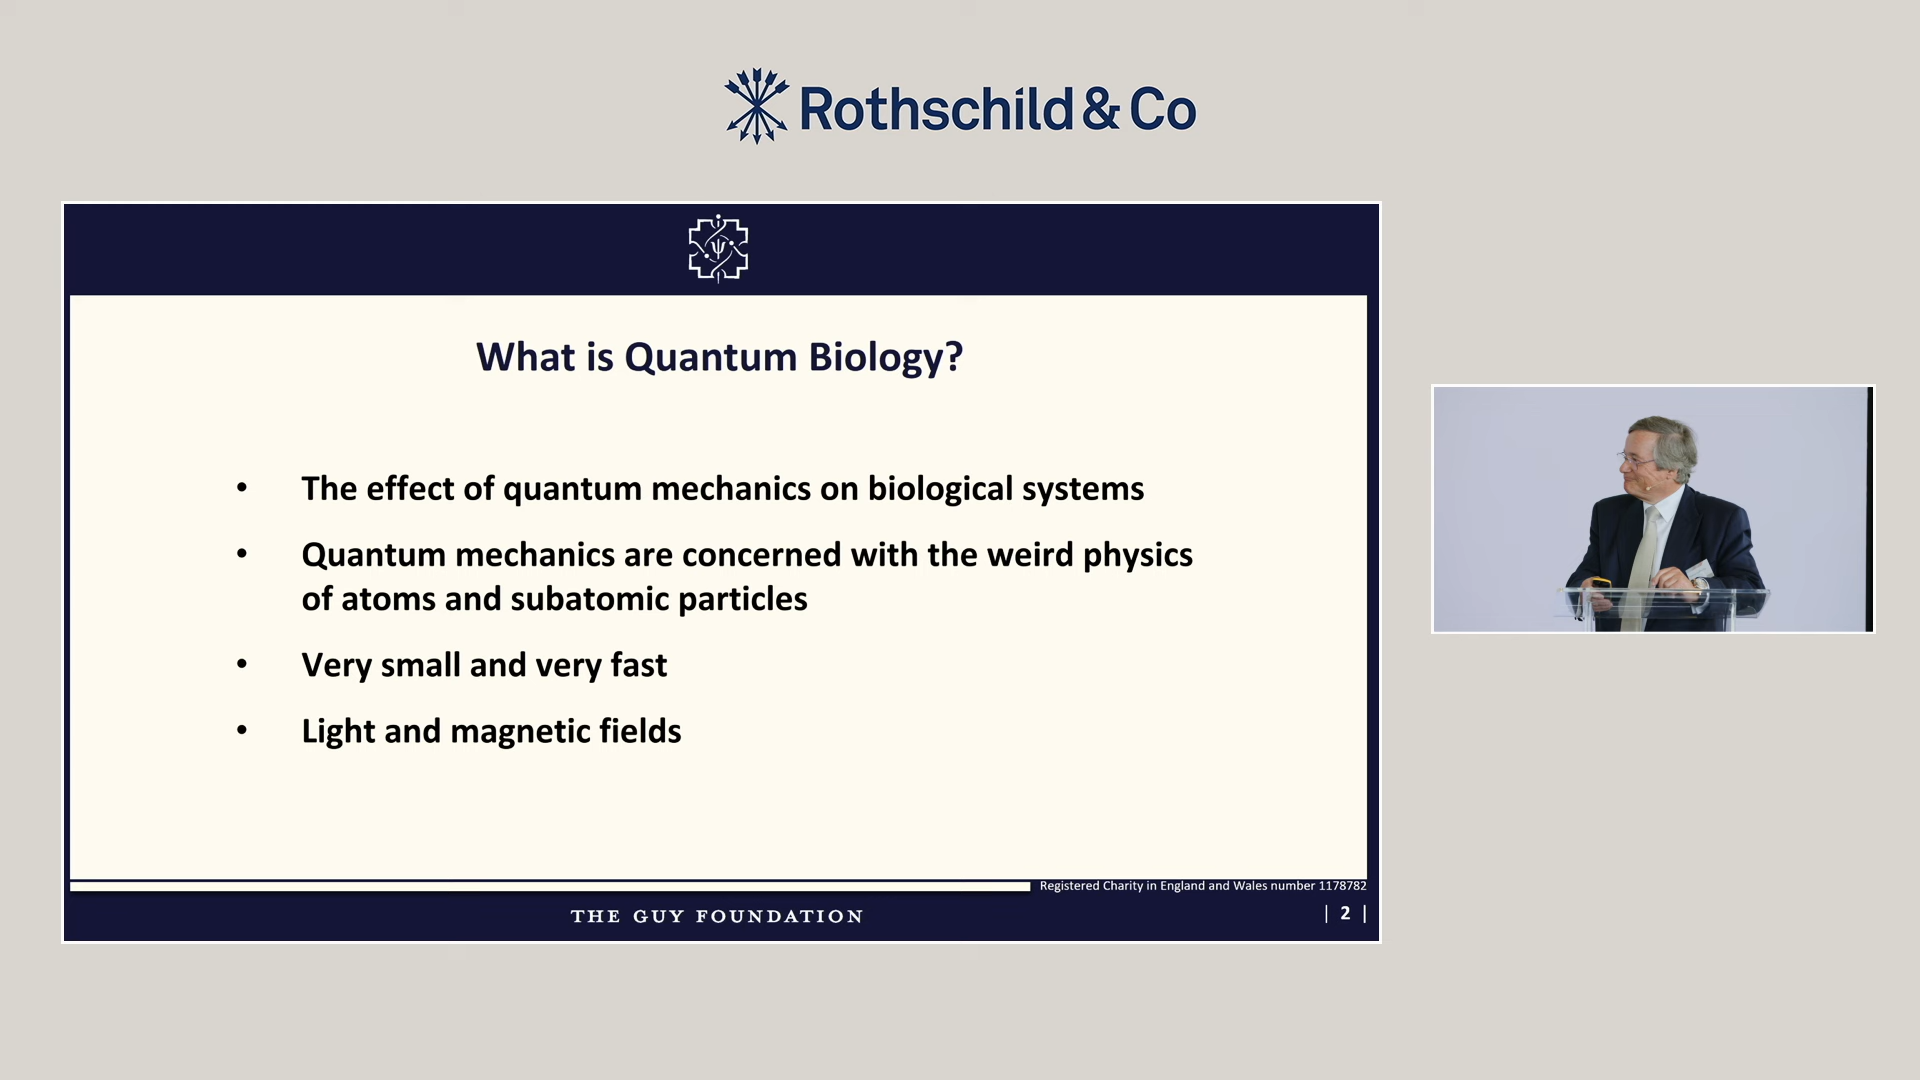 Rothschild & Co
What is Quantum Biology?
• The effect of quantum mechanics on biological systems
• Quantum mechanics are concerned with the weird physics
of atoms and subatomic particles
• Very small and very fast
• Light and magnetic fields
Registered Charity in England and Wales number 1178782
THE GUY FOUNDATION
| 2 |